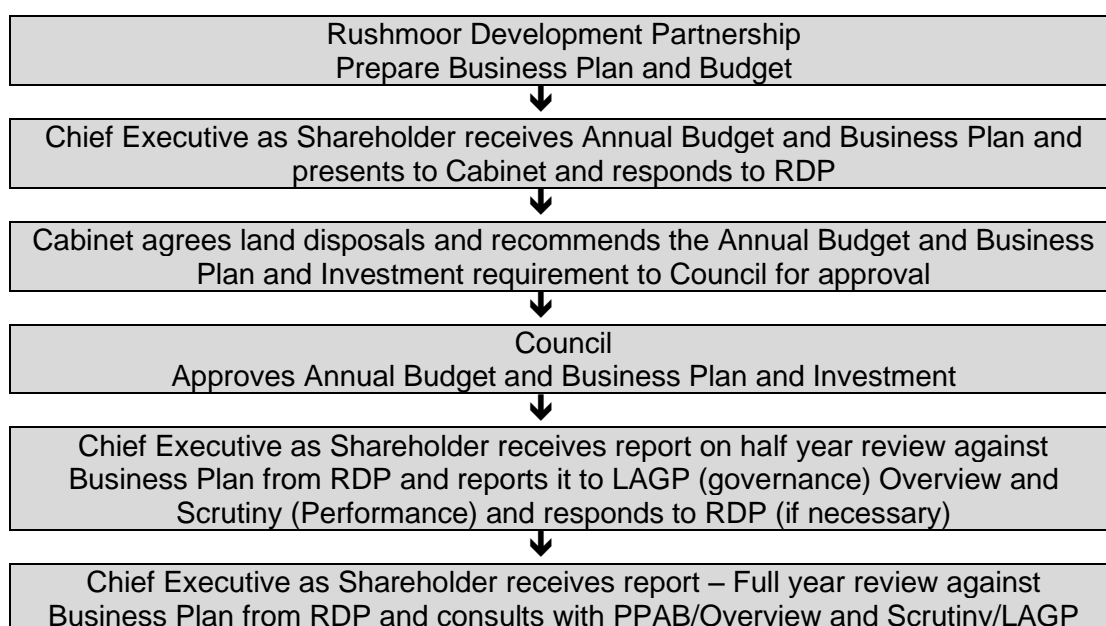 Rushmoor Development Partnership
Prepare Business Plan and Budget
Chief Executive as Shareholder receives Annual Budget and Business Plan and
presents to Cabinet and responds to RDP
Cabinet agrees land disposals and recommends the Annual Budget and Business
Plan and Investment requirement to Council for approval
Council
Approves Annual Budget and Business Plan and Investment
Chief Executive as Shareholder receives report on half year review against
Business Plan from RDP and reports it to LAGP (governance) Overview and
Scrutiny (Performance) and responds to RDP (if necessary)
Chief Executive as Shareholder receives report – Full year review against
Business Plan from RDP and consults with PPAB/Overview and Scrutiny/LAGP